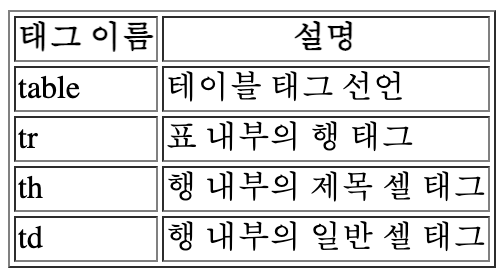 태그 이름 설명
table 테이블 태그 선언
tr 표 내부의 행 태그
th 행 내부의 제목 셀 태그
td 행 내부의 일반 셀 태그